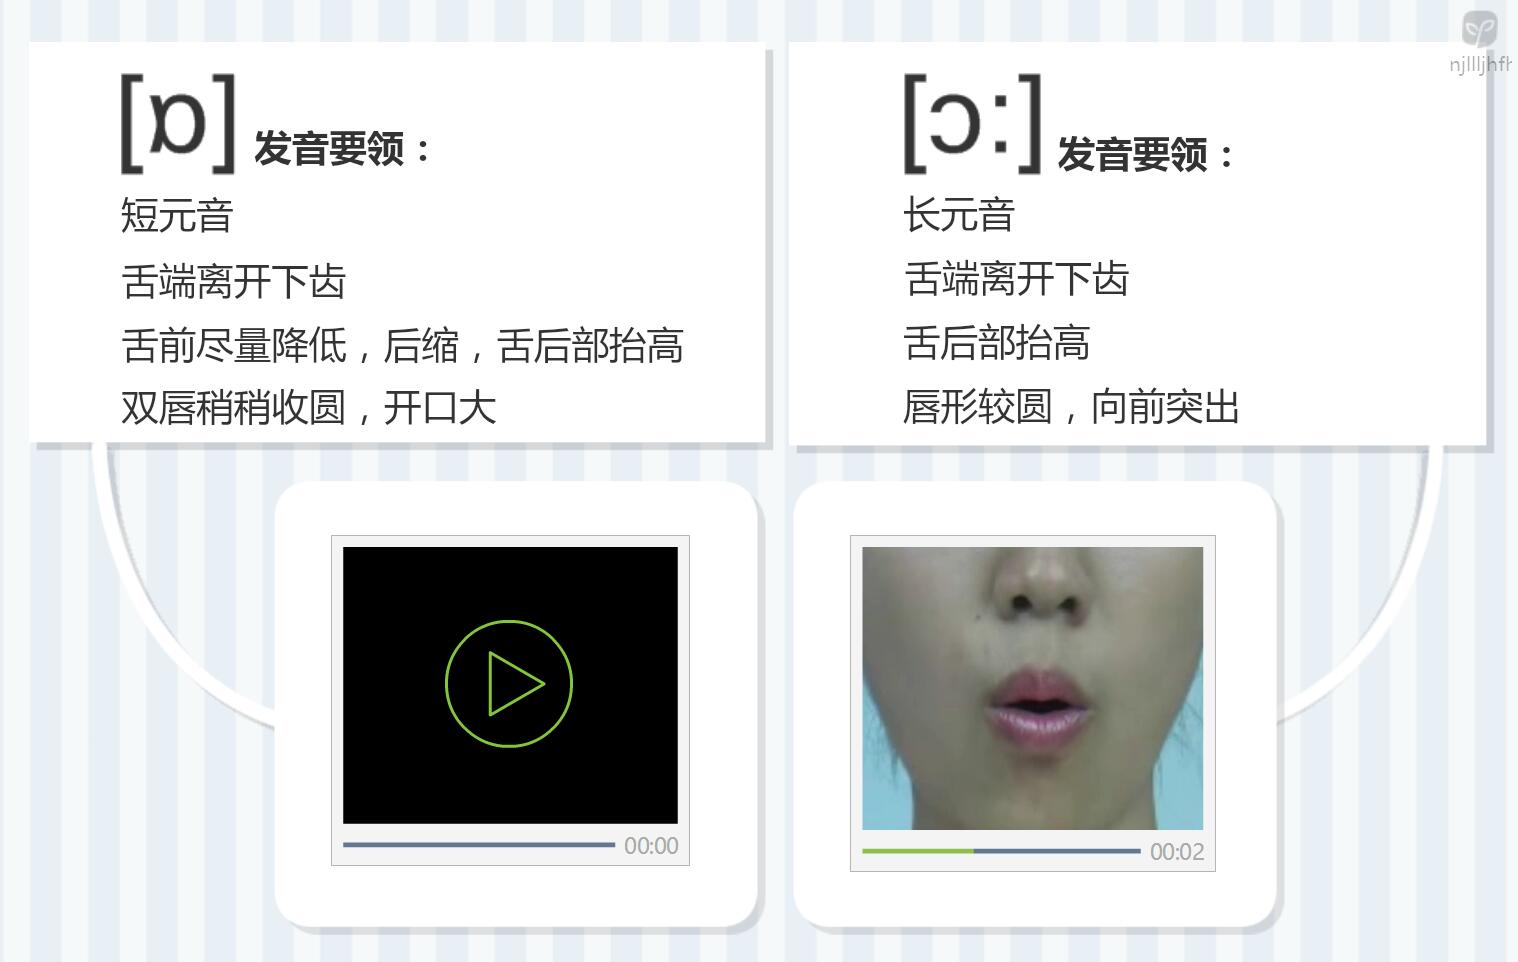 [ɒ] 发音要领：
短元音
舌端离开下齿
舌前尽量降低，后缩，舌后部抬高
双唇稍稍收圆，开口大
[ɔ:] 发音要领：
长元音
舌端离开下齿
舌后部抬高
唇形较圆，向前突出
00:00
00:02